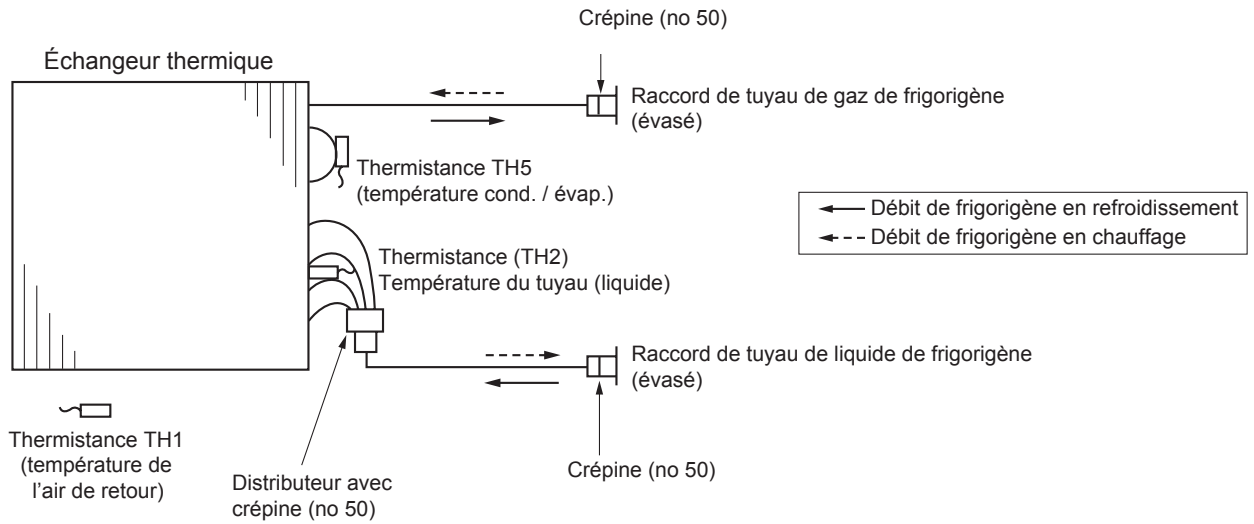 Crépine (no 50)
Échangeur thermique
Raccord de tuyau de gaz de frigorigène
(évasé)
Thermistance TH5
(température cond. / évap.)
Débit de frigorigène en refroidissement
Débit de frigorigène en chauffage
Thermistance (TH2)
Température du tuyau (liquide)
Raccord de tuyau de liquide de frigorigène
(évasé)
Thermistance TH1
(température de
l’air de retour)
Distributeur avec
crépine (no 50)
Crépine (no 50)